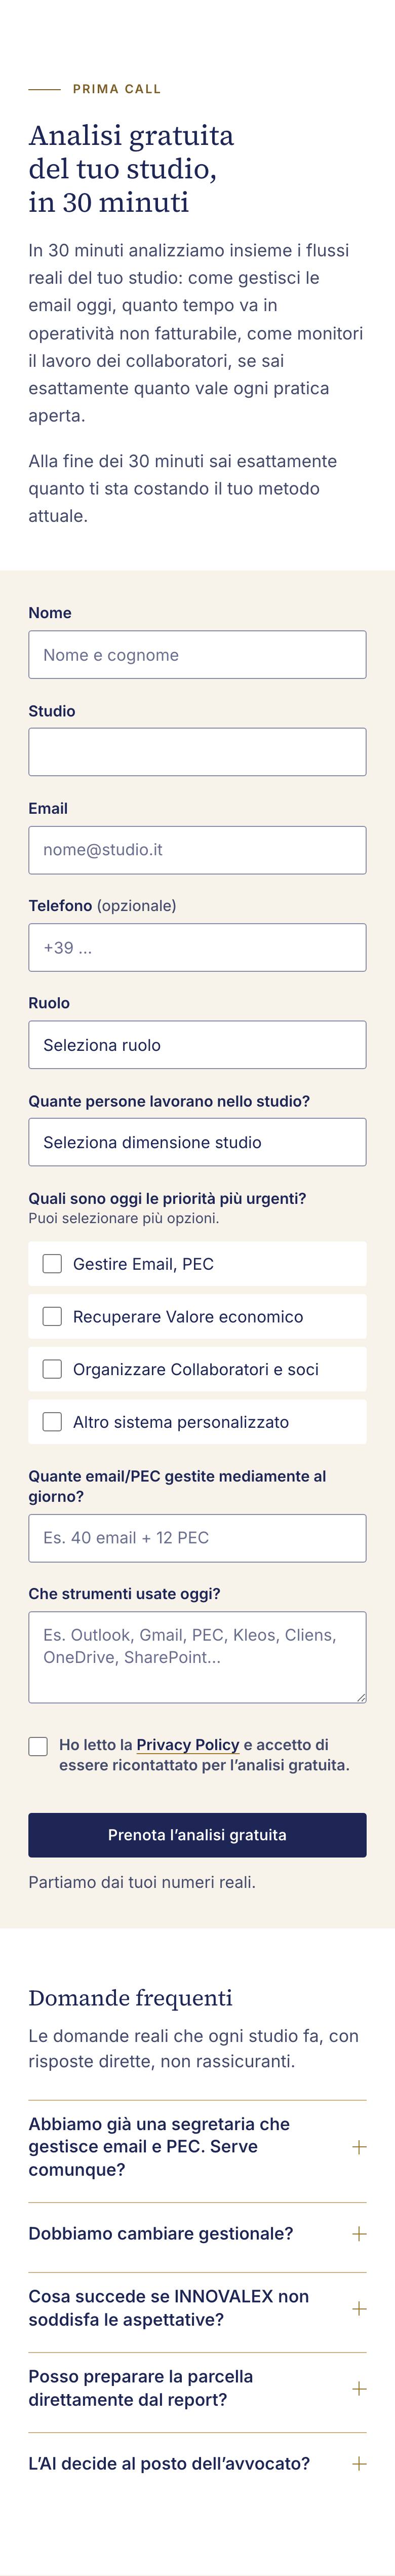 PRIMA CALL
Analisi gratuita
del tuo studio,
in 30 minuti
In 30 minuti analizziamo insieme i flussi
reali del tuo studio: come gestisci le
email oggi, quanto tempo va in
operatività non fatturabile, come monitori
il lavoro dei collaboratori, se sai
esattamente quanto vale ogni pratica
aperta.
Alla fine dei 30 minuti sai esattamente
quanto ti sta costando il tuo metodo
attuale.
Nome
Nome e cognome
Studio
Email
nome@studio.it
Telefono (opzionale)
+39 ...
Ruolo
Seleziona ruolo
Quante persone lavorano nello studio?
Seleziona dimensione studio
Quali sono oggi le priorità più urgenti?
Puoi selezionare più opzioni.
Gestire Email, PEC
Recuperare Valore economico
Organizzare Collaboratori e soci
Altro sistema personalizzato
Quante email/PEC gestite mediamente al
giorno?
Es. 40 email + 12 PEC
Che strumenti usate oggi?
Es. Outlook, Gmail, PEC, Kleos, Cliens,
OneDrive, SharePoint...
Ho letto la Privacy Policy e accetto di
essere ricontattato per l’analisi gratuita.
Prenota l’analisi gratuita
Partiamo dai tuoi numeri reali.
Domande frequenti
Le domande reali che ogni studio fa, con
risposte dirette, non rassicuranti.
Abbiamo già una segretaria che
gestisce email e PEC. Serve
comunque?
Dobbiamo cambiare gestionale?
Cosa succede se INNOVALEX non
soddisfa le aspettative?
Posso preparare la parcella
direttamente dal report?
L’AI decide al posto dell’avvocato?